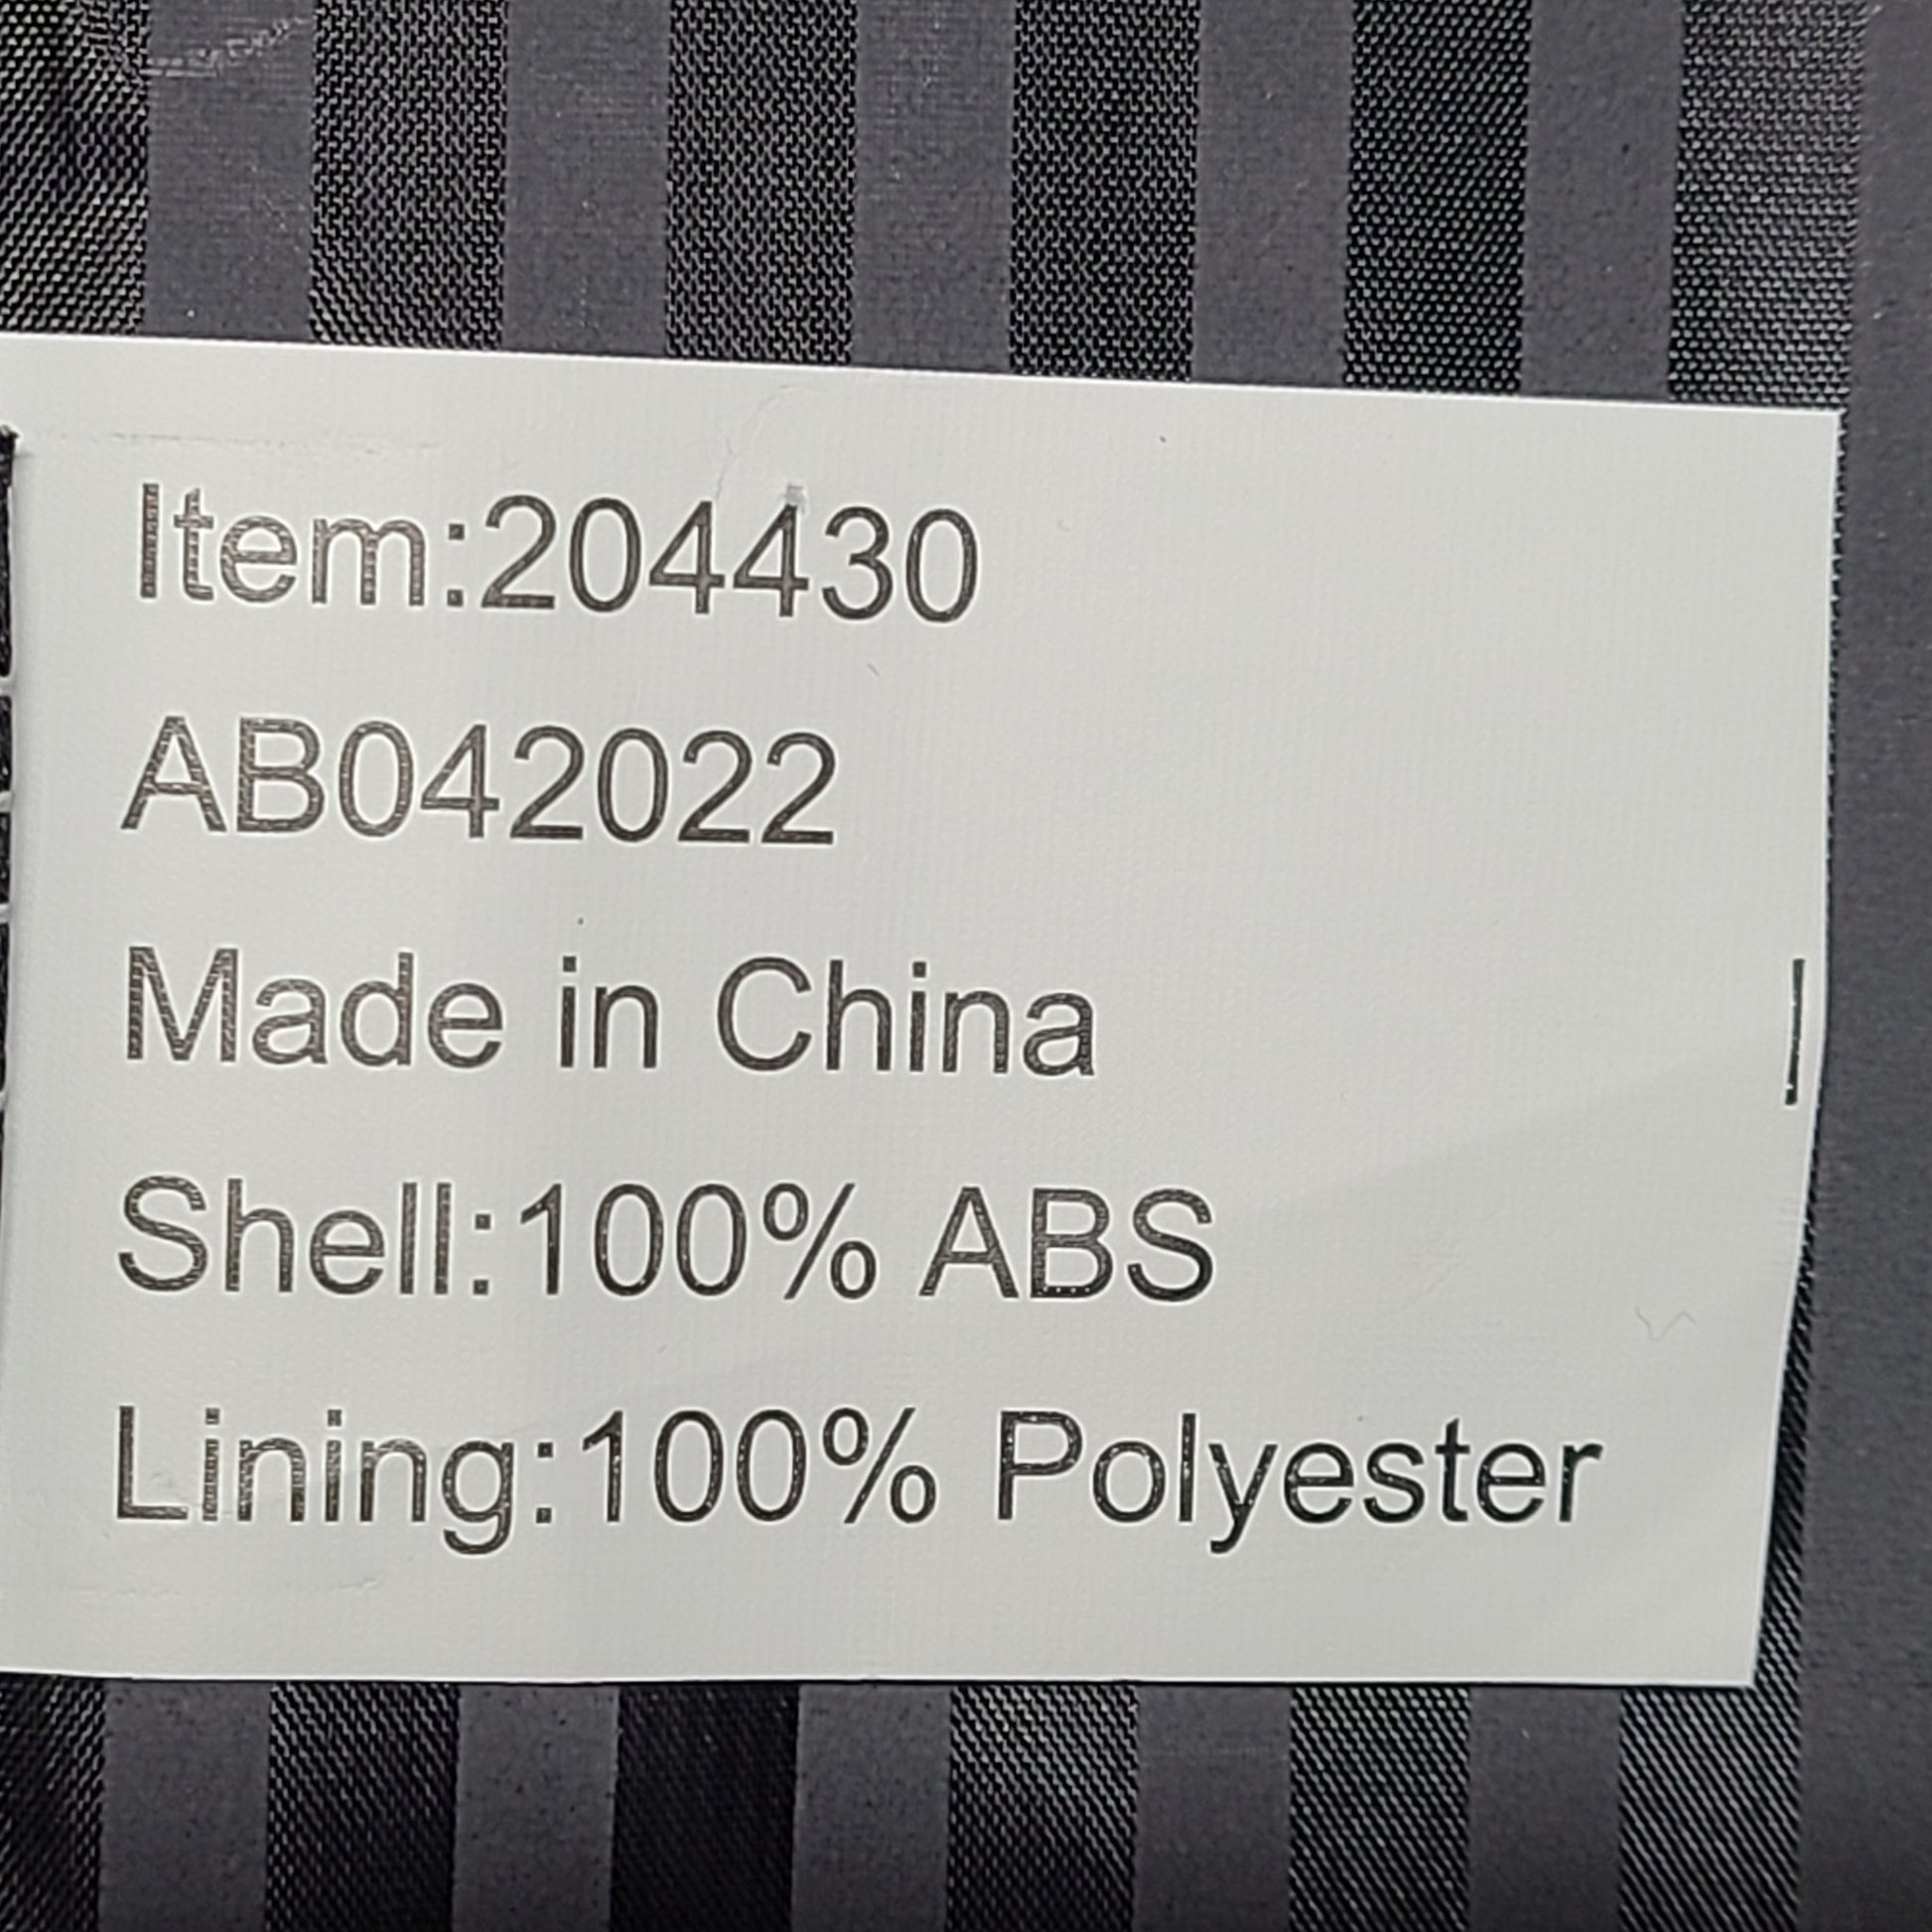 Item:204430
AB042022
Made in China
Shell:100% ABS
Lining:100% Polyester